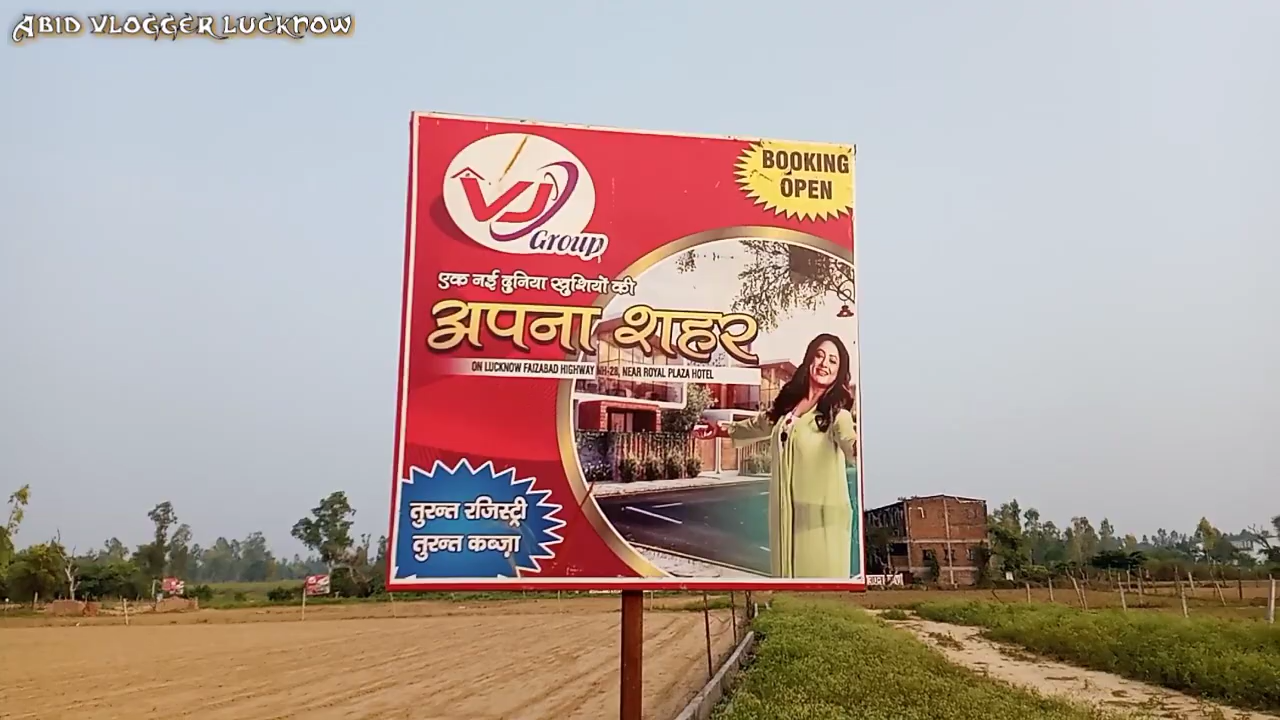 ABID VLOGGER LUCKNOW
VJ
Group
BOOKING
OPEN
एक नई दुनिया खुशियों की
अपना शहर
ON LUCKNOW FAIZABAD HIGHWAY NH-28, NEAR ROYAL PLAZA HOTEL
तुरन्त रजिस्ट्री
तुरन्त कब्ज़ा